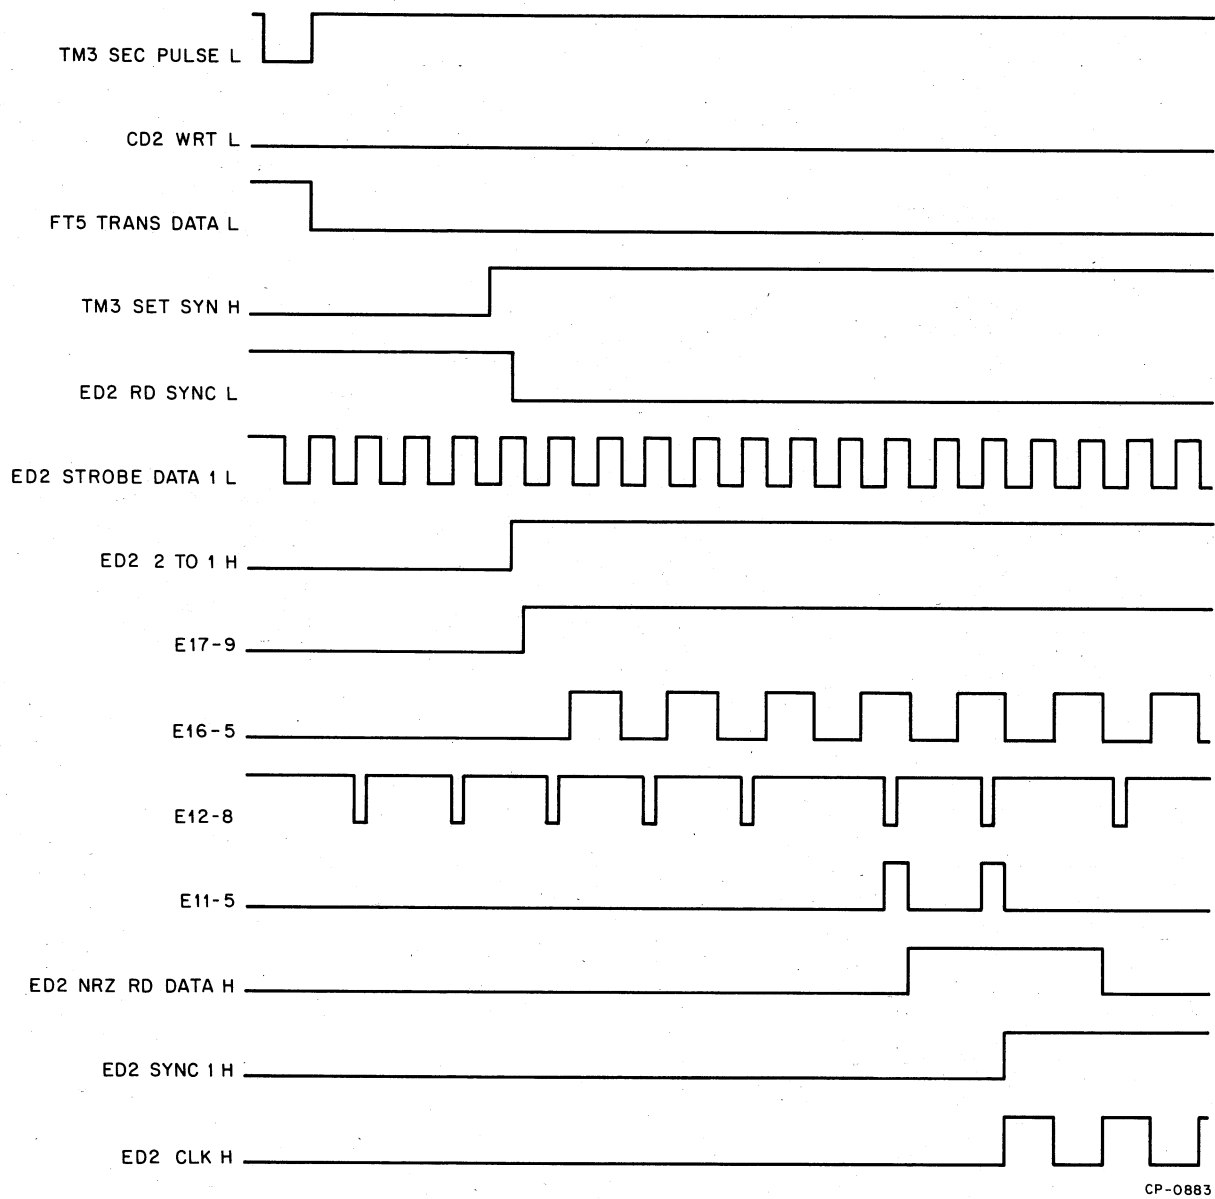 TM3 SEC PULSE L
CD2 WRT L
FT5 TRANS DATA L
TM3 SET SYN H
ED2 RD SYNC L
ED2 STROBE DATA 1 L
ED2 2 TO 1 H
E17-9
E16-5
E12-8
E11-5
ED2 NRZ RD DATA H
ED2 SYNC 1 H
ED2 CLK H
CP-0883